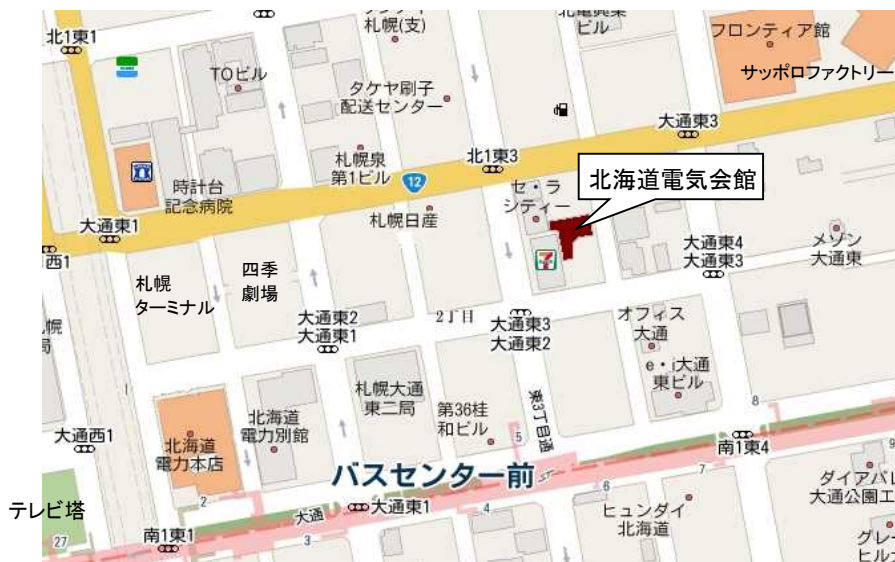 札幌(支)
ビル
フロンティア館
北1東1
TOビル
サッポロファクトリー
タケヤ刷子
配送センター
大通東3
北1東3
札幌泉
第1ビル
12
北海道電気会館
セ・ラ
シティー
時計台
記念病院
札幌日産
大通東1
西1
大通東4
大通東3
メゾン
大通東
四季
劇場
札幌
ターミナル
大通東2
大通東1
2丁目
大通東3
大通東2
オフィス
大通
e・i大通
東ビル
札幌大通
東二局
東3丁目通
8
北海道
電力別館
第36桂
和ビル
5
大通西1
北海道
電力本店
南1東4
9
バスセンター前
7
ダイアパレ
大通公園エ
テレビ塔
2
大通
大通東1
4
6
ヒュンダイ
北海道
南1東1
3
27
グレー
ヒルズ